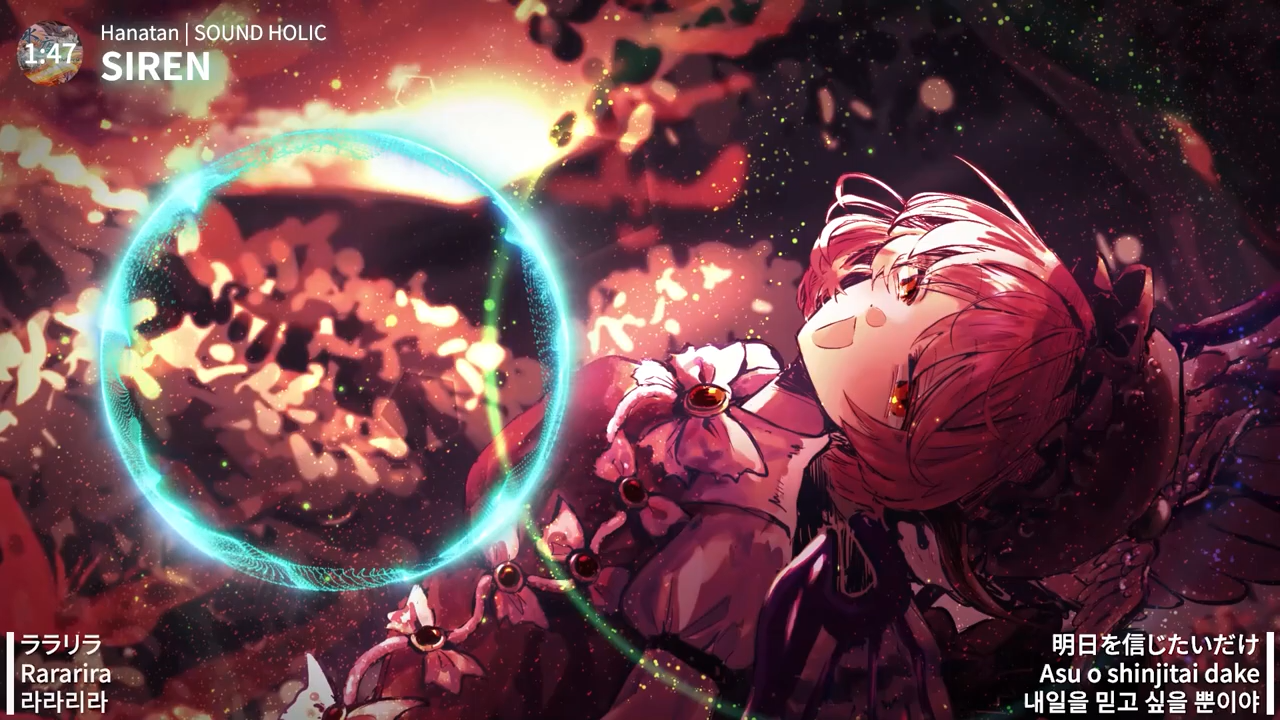 1:47
Hanatan | SOUND HOLIC
SIREN
ララリラ
Rararira
라라리라
明日を信じたいだけ
Asu o shinjitai dake
내일을 믿고 싶을 뿐이야